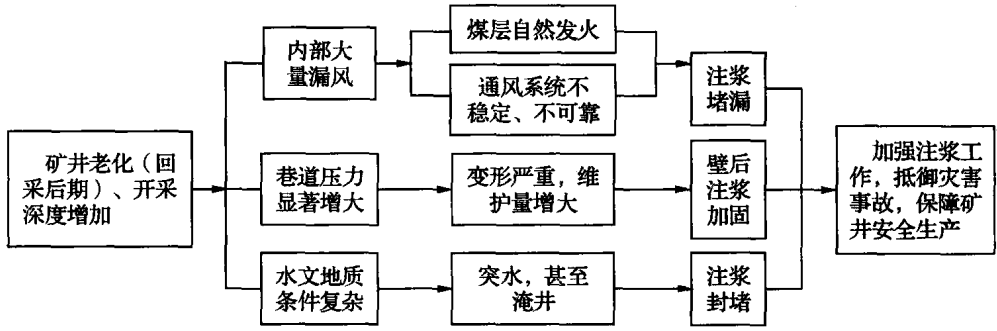 矿井老化（回
采后期）、开采
深度增加
内部大
量漏风
煤层自然发火
通风系统不
稳定、不可靠
注浆
堵漏
巷道压力
显著增大
变形严重，维
护量增大
壁后
注浆
加固
水文地质
条件复杂
突水，甚至
淹井
注浆
封堵
加强注浆工
作，抵御灾害
事故，保障矿
井安全生产